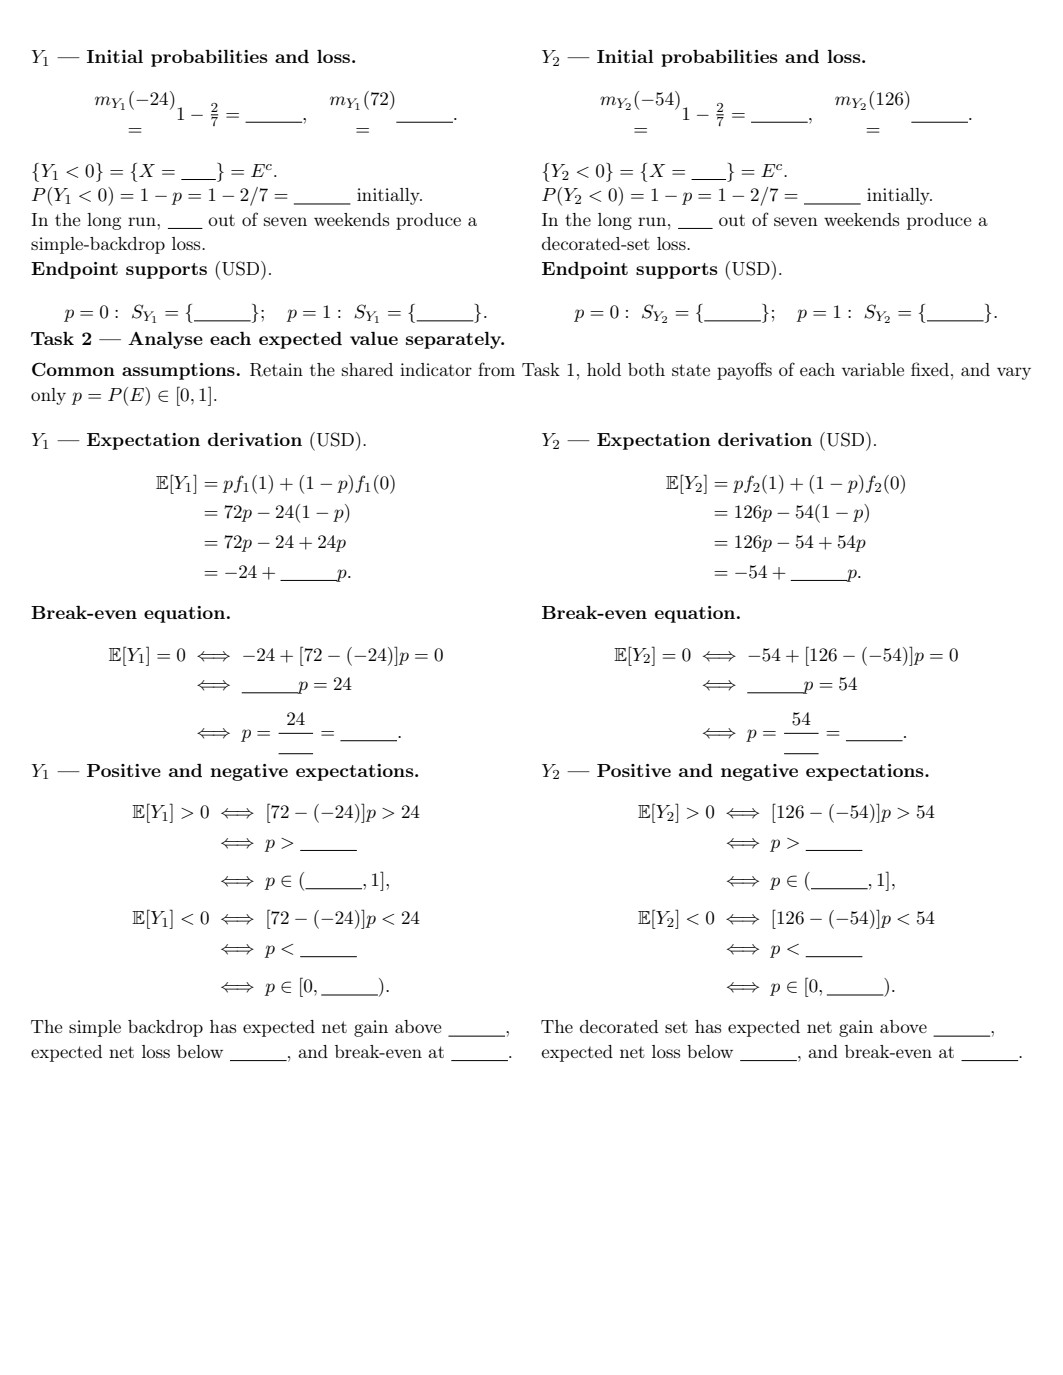 Y₁ — Initial probabilities and loss.
m_{Y₁}(−24) = 1 − 2/7 = ______, m_{Y₁}(72) = ______.
{Y₁ < 0} = {X = ____} = Eᶜ.
P(Y₁ < 0) = 1 − p = 1 − 2/7 = ______ initially.
In the long run, ____ out of seven weekends produce a
simple-backdrop loss.
Endpoint supports (USD).
p = 0 : S_{Y₁} = {______}; p = 1 : S_{Y₁} = {______}.
Y₂ — Initial probabilities and loss.
m_{Y₂}(−54) = 1 − 2/7 = ______, m_{Y₂}(126) = ______.
{Y₂ < 0} = {X = ____} = Eᶜ.
P(Y₂ < 0) = 1 − p = 1 − 2/7 = ______ initially.
In the long run, ____ out of seven weekends produce a
decorated-set loss.
Endpoint supports (USD).
p = 0 : S_{Y₂} = {______}; p = 1 : S_{Y₂} = {______}.
Task 2 — Analyse each expected value separately.
Common assumptions. Retain the shared indicator from Task 1, hold both state payoffs of each variable fixed, and vary
only p = P(E) ∈ [0, 1].
Y₁ — Expectation derivation (USD).
𝔼[Y₁] = pf₁(1) + (1 − p)f₁(0)
= 72p − 24(1 − p)
= 72p − 24 + 24p
= −24 + ______p.
Break-even equation.
𝔼[Y₁] = 0 ⟺ −24 + [72 − (−24)]p = 0
⟺ ______p = 24
⟺ p = 24/____ = ______.
Y₂ — Expectation derivation (USD).
𝔼[Y₂] = pf₂(1) + (1 − p)f₂(0)
= 126p − 54(1 − p)
= 126p − 54 + 54p
= −54 + ______p.
Break-even equation.
𝔼[Y₂] = 0 ⟺ −54 + [126 − (−54)]p = 0
⟺ ______p = 54
⟺ p = 54/____ = ______.
Y₁ — Positive and negative expectations.
𝔼[Y₁] > 0 ⟺ [72 − (−24)]p > 24
⟺ p > ______
⟺ p ∈ (______, 1],
𝔼[Y₁] < 0 ⟺ [72 − (−24)]p < 24
⟺ p < ______
⟺ p ∈ [0, ______).
The simple backdrop has expected net gain above ______,
expected net loss below ______, and break-even at ______.
Y₂ — Positive and negative expectations.
𝔼[Y₂] > 0 ⟺ [126 − (−54)]p > 54
⟺ p > ______
⟺ p ∈ (______, 1],
𝔼[Y₂] < 0 ⟺ [126 − (−54)]p < 54
⟺ p < ______
⟺ p ∈ [0, ______).
The decorated set has expected net gain above ______,
expected net loss below ______, and break-even at ______.